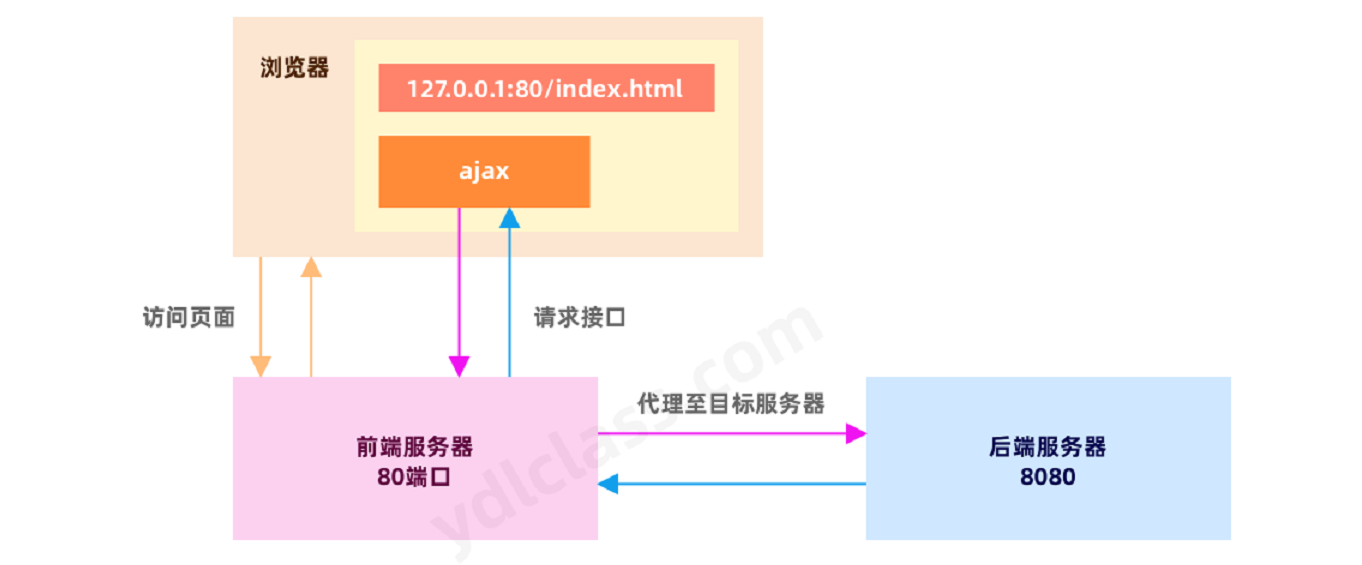 浏览器
127.0.0.1:80/index.html
ajax
访问页面
请求接口
代理至目标服务器
前端服务器
80端口
后端服务器
8080
ydlclass.com